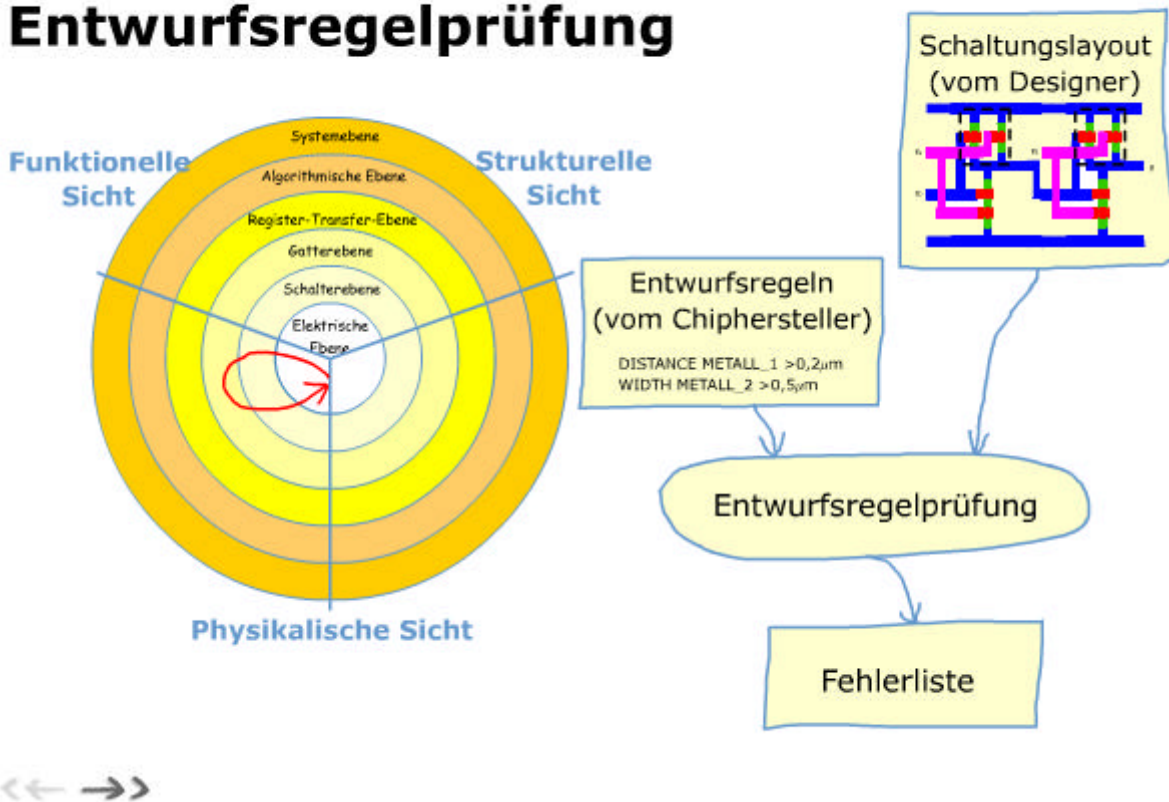 Entwurfsregelprüfung
Schaltungslayout
(vom Designer)
Funktionelle
Sicht
Strukturelle
Sicht
Systemebene
Algorithmische Ebene
Register-Transfer-Ebene
Gatterebene
Schalterebene
Elektrische
Ebene
Physikalische Sicht
Entwurfsregeln
(vom Chiphersteller)
DISTANCE METALL_1 >0,2µm
WIDTH METALL_2 >0,5µm
Entwurfsregelprüfung
Fehlerliste